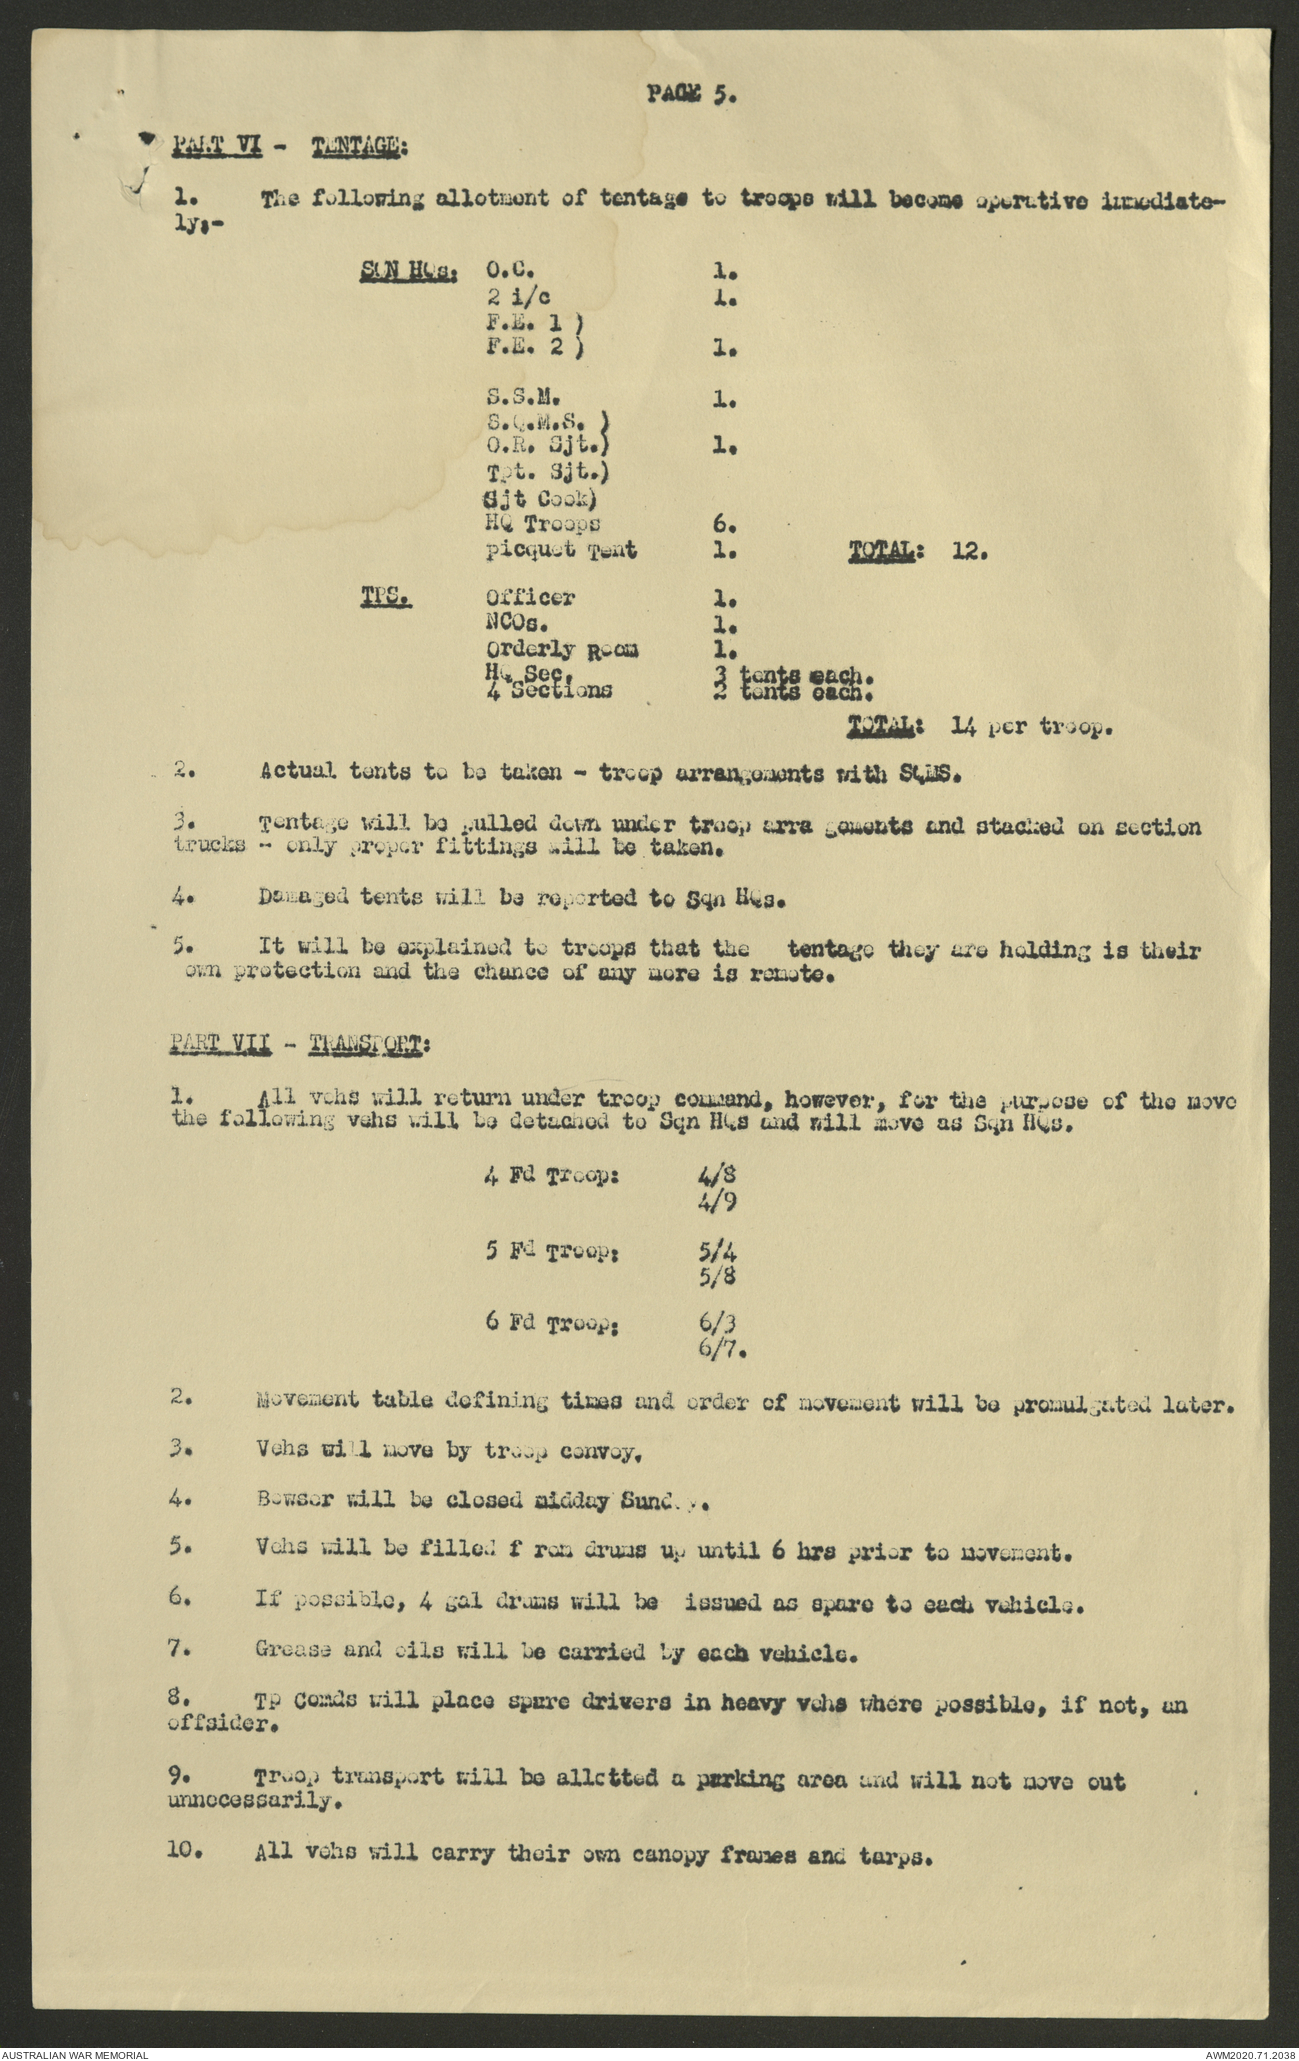 PAGE 5.
PART VI - TENTAGE:
1. The following allotment of tentage to troops will become operative immediate-
ly;-
SQN HQs: O.C. 1.
2 i/c 1.
F.E. 1 )
F.E. 2 ) 1.
S.S.M. 1.
S.Q.M.S. )
O.R. Sjt.) 1.
Tpt. Sjt.)
Sjt Cook)
HQ Troops 6.
picquet Tent 1. TOTAL: 12.
TPS. Officer 1.
NCOs. 1.
Orderly Room 1.
HQ Sec. 3 tents each.
4 Sections 2 tents each.
TOTAL: 14 per troop.
2. Actual tents to be taken - troop arrangements with SQMS.
3. Tentage will be pulled down under troop arra gements and stacked on section
trucks - only proper fittings will be taken.
4. Damaged tents will be reported to Sqn HQs.
5. It will be explained to troops that the tentage they are holding is their
own protection and the chance of any more is remote.
PART VII - TRANSPORT:
1. All vehs will return under troop command, however, for the purpose of the move
the following vehs will be detached to Sqn HQs and will move as Sqn HQs.
4 Fd Troop: 4/8
4/9
5 Fd Troop: 5/4
5/8
6 Fd Troop: 6/3
6/7.
2. Movement table defining times and order of movement will be promulgated later.
3. Vehs will move by troop convoy.
4. Bowser will be closed midday Sunday.
5. Vehs will be filled f rom drums up until 6 hrs prior to movement.
6. If possible, 4 gal drums will be issued as spare to each vehicle.
7. Grease and oils will be carried by each vehicle.
8. Tp Comds will place spare drivers in heavy vehs where possible, if not, an
offsider.
9. Troop transport will be allotted a parking area and will not move out
unnecessarily.
10. All vehs will carry their own canopy frames and tarps.
AUSTRALIAN WAR MEMORIAL
AWM2020.71.2038